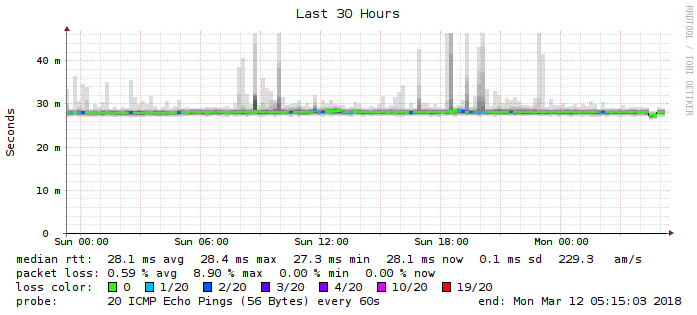 Last 30 Hours
RRDTOOL / TOBI OETIKER
Seconds
40 m
30 m
20 m
10 m
0
Sun 00:00 Sun 06:00 Sun 12:00 Sun 18:00 Mon 00:00
median rtt: 28.1 ms avg 28.4 ms max 27.3 ms min 28.1 ms now 0.1 ms sd 229.3 am/s
packet loss: 0.59 % avg 8.90 % max 0.00 % min 0.00 % now
loss color: 0 1/20 2/20 3/20 4/20 10/20 19/20
probe: 20 ICMP Echo Pings (56 Bytes) every 60s end: Mon Mar 12 05:15:03 2018